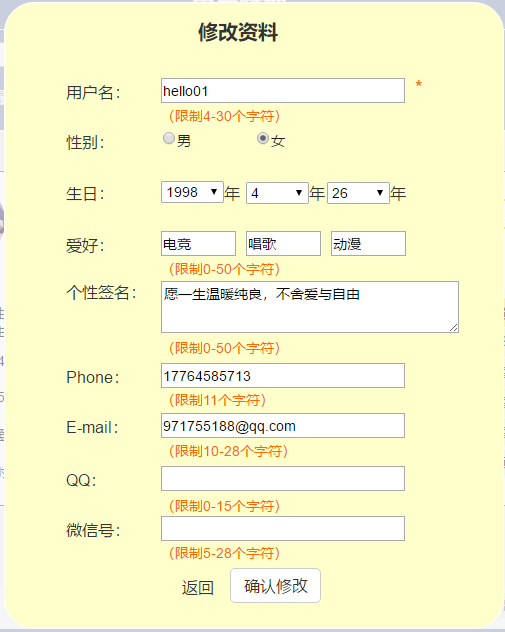 修改资料
用户名： hello01 *
（限制4-30个字符）
性别： 男 女
生日： 1998 年 4 年 26 年
爱好： 电竞 唱歌 动漫
（限制0-50个字符）
个性签名： 愿一生温暖纯良，不舍爱与自由
（限制0-50个字符）
Phone： 17764585713
（限制11个字符）
E-mail： 971755188@qq.com
（限制10-28个字符）
QQ：
（限制0-15个字符）
微信号：
（限制5-28个字符）
返回 确认修改